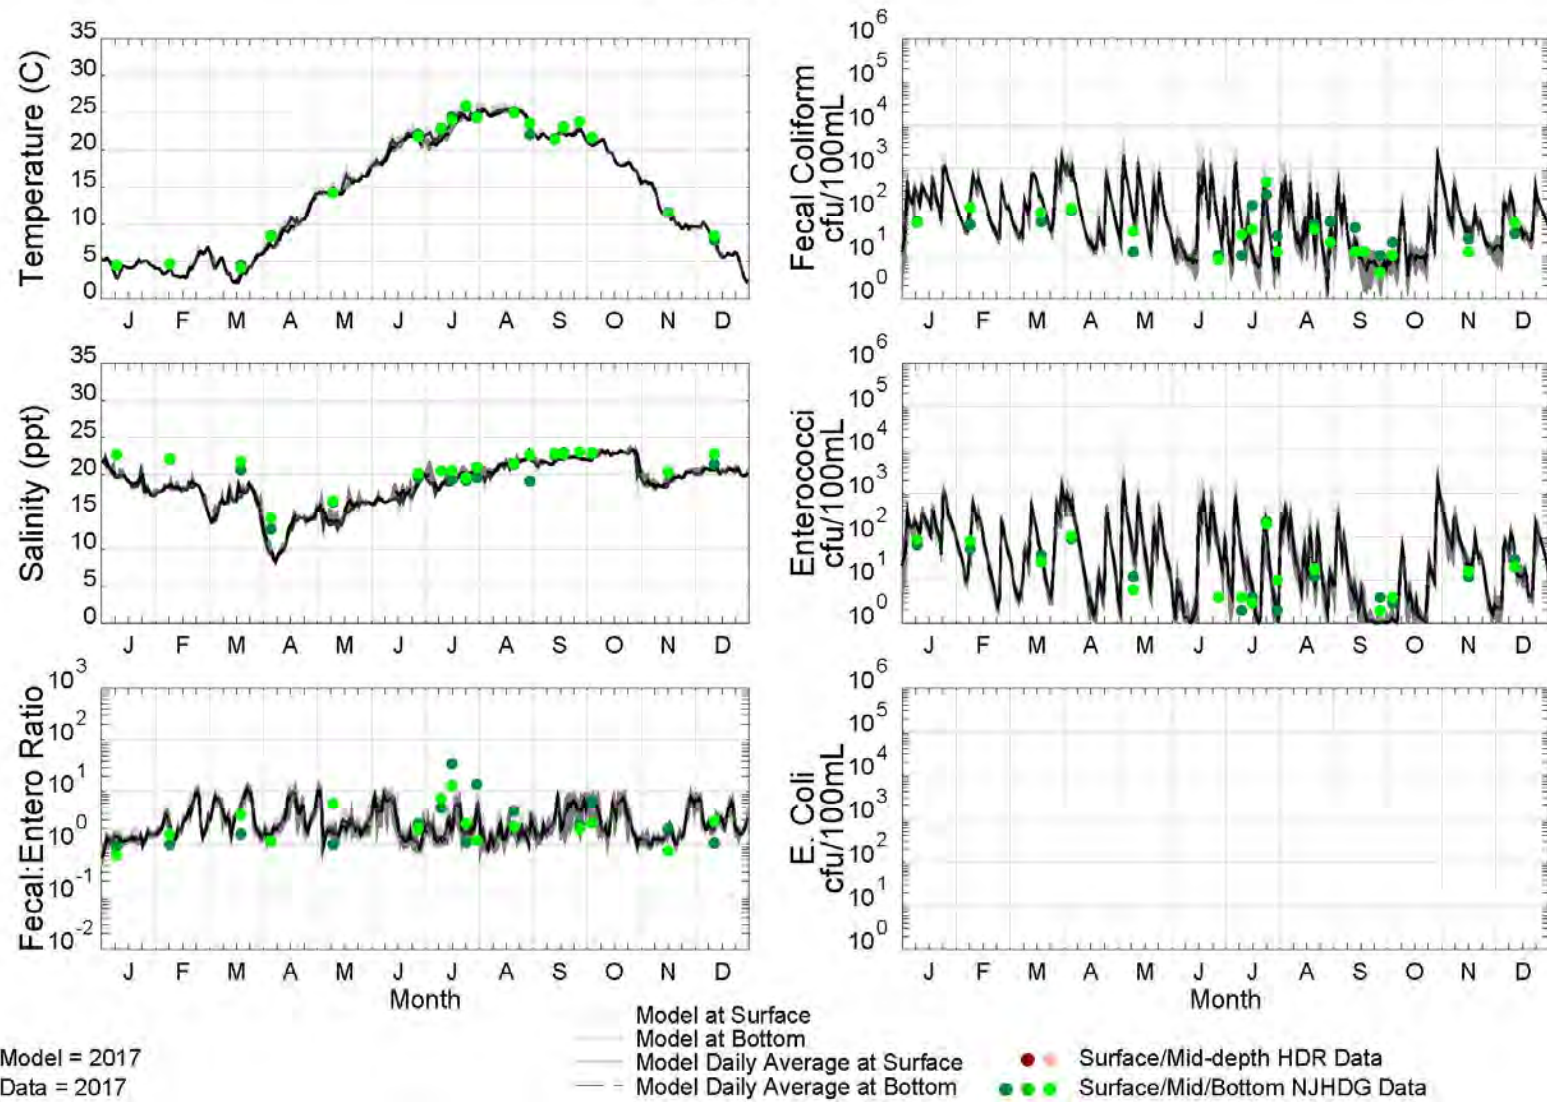 Temperature (C)
35
30
25
20
15
10
5
0
J F M A M J J A S O N D
Fecal Coliform
cfu/100mL
10^6
10^5
10^4
10^3
10^2
10^1
10^0
J F M A M J J A S O N D
Salinity (ppt)
35
30
25
20
15
10
5
0
J F M A M J J A S O N D
Enterococci
cfu/100mL
10^6
10^5
10^4
10^3
10^2
10^1
10^0
J F M A M J J A S O N D
Fecal:Entero Ratio
10^3
10^2
10^1
10^0
10^-1
10^-2
J F M A M J J A S O N D
Month
E. Coli
cfu/100mL
10^6
10^5
10^4
10^3
10^2
10^1
10^0
J F M A M J J A S O N D
Month
Model = 2017
Data = 2017
Model at Surface
Model at Bottom
Model Daily Average at Surface
Model Daily Average at Bottom
Surface/Mid-depth HDR Data
Surface/Mid/Bottom NJHDG Data